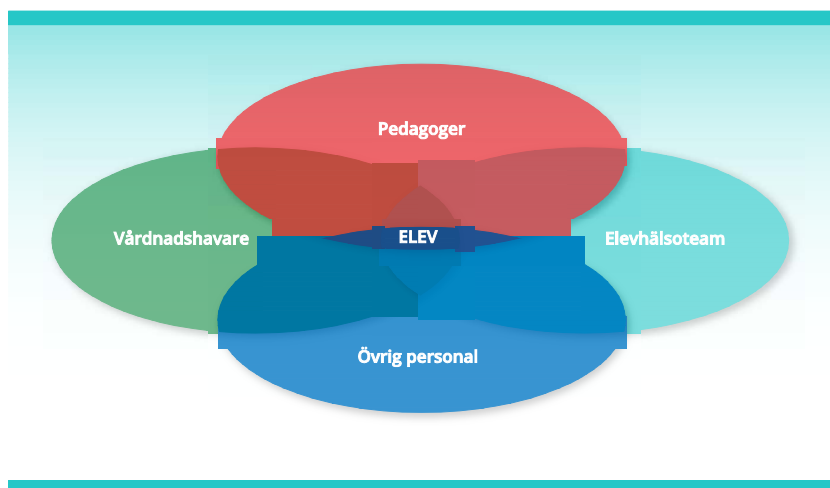 Pedagoger
Vårdnadshavare
ELEV
Elevhälsoteam
Övrig personal